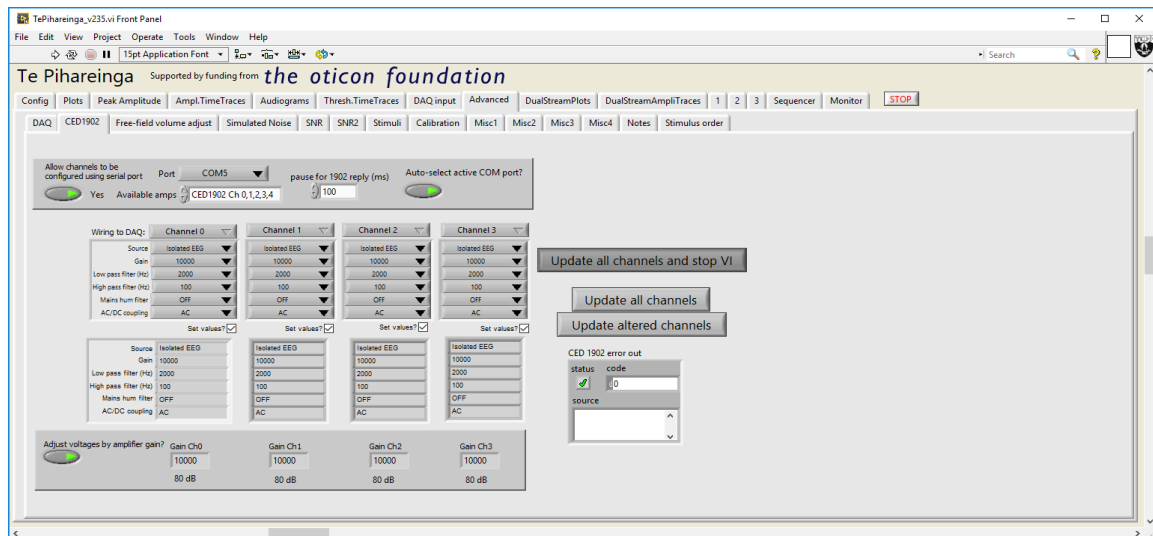 TePihareinga_v235.vi Front Panel
File Edit View Project Operate Tools Window Help
15pt Application Font Search
Te Pihareinga Supported by funding from the oticon foundation
Config Plots Peak Amplitude Ampl.TimeTraces Audiograms Thresh.TimeTraces DAQ input Advanced DualStreamPlots DualStreamAmpliTraces 1 2 3 Sequencer Monitor STOP
DAQ CED1902 Free-field volume adjust Simulated Noise SNR SNR2 Stimuli Calibration Misc1 Misc2 Misc3 Misc4 Notes Stimulus order
Allow channels to be
configured using serial port Port COM5 pause for 1902 reply (ms) Auto-select active COM port?
Yes Available amps CED1902 Ch 0,1,2,3,4 100
Wiring to DAQ: Channel 0 Channel 1 Channel 2 Channel 3
Source Isolated EEG Isolated EEG Isolated EEG Isolated EEG
Gain 10000 10000 10000 10000
Low pass filter (Hz) 2000 2000 2000 2000
High pass filter (Hz) 100 100 100 100
Mains hum filter OFF OFF OFF OFF
AC/DC coupling AC AC AC AC
Set values? Set values? Set values? Set values?
Update all channels and stop VI
Update all channels
Update altered channels
Source Isolated EEG Isolated EEG Isolated EEG Isolated EEG
Gain 10000 10000 10000 10000
Low pass filter (Hz) 2000 2000 2000 2000
High pass filter (Hz) 100 100 100 100
Mains hum filter OFF OFF OFF OFF
AC/DC coupling AC AC AC AC
CED 1902 error out
status code
0
source
Adjust voltages by amplifier gain? Gain Ch0 Gain Ch1 Gain Ch2 Gain Ch3
10000 10000 10000 10000
80 dB 80 dB 80 dB 80 dB